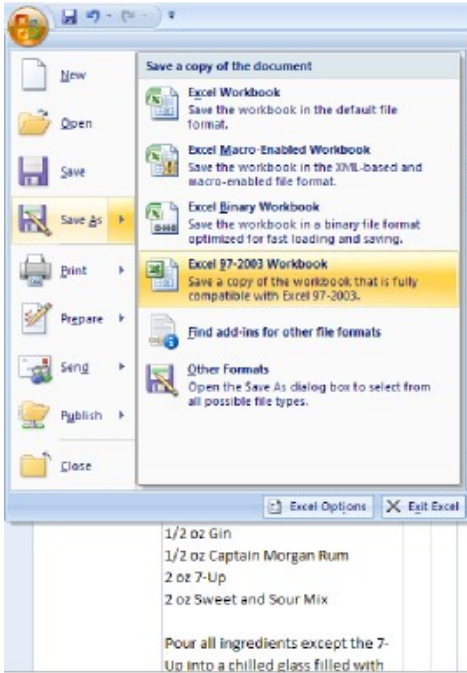 New
Open
Save
Save As
Print
Prepare
Send
Publish
Close
Save a copy of the document
Excel Workbook
Save the workbook in the default file
format.
Excel Macro-Enabled Workbook
Save the workbook in the XML-based and
macro-enabled file format.
Excel Binary Workbook
Save the workbook in a binary file format
optimized for fast loading and saving.
Excel 97-2003 Workbook
Save a copy of the workbook that is fully
compatible with Excel 97-2003.
Find add-ins for other file formats
Other Formats
Open the Save As dialog box to select from
all possible file types.
Excel Options
Exit Excel
1/2 oz Gin
1/2 oz Captain Morgan Rum
2 oz 7-Up
2 oz Sweet and Sour Mix
Pour all ingredients except the 7-
Up into a chilled glass filled with